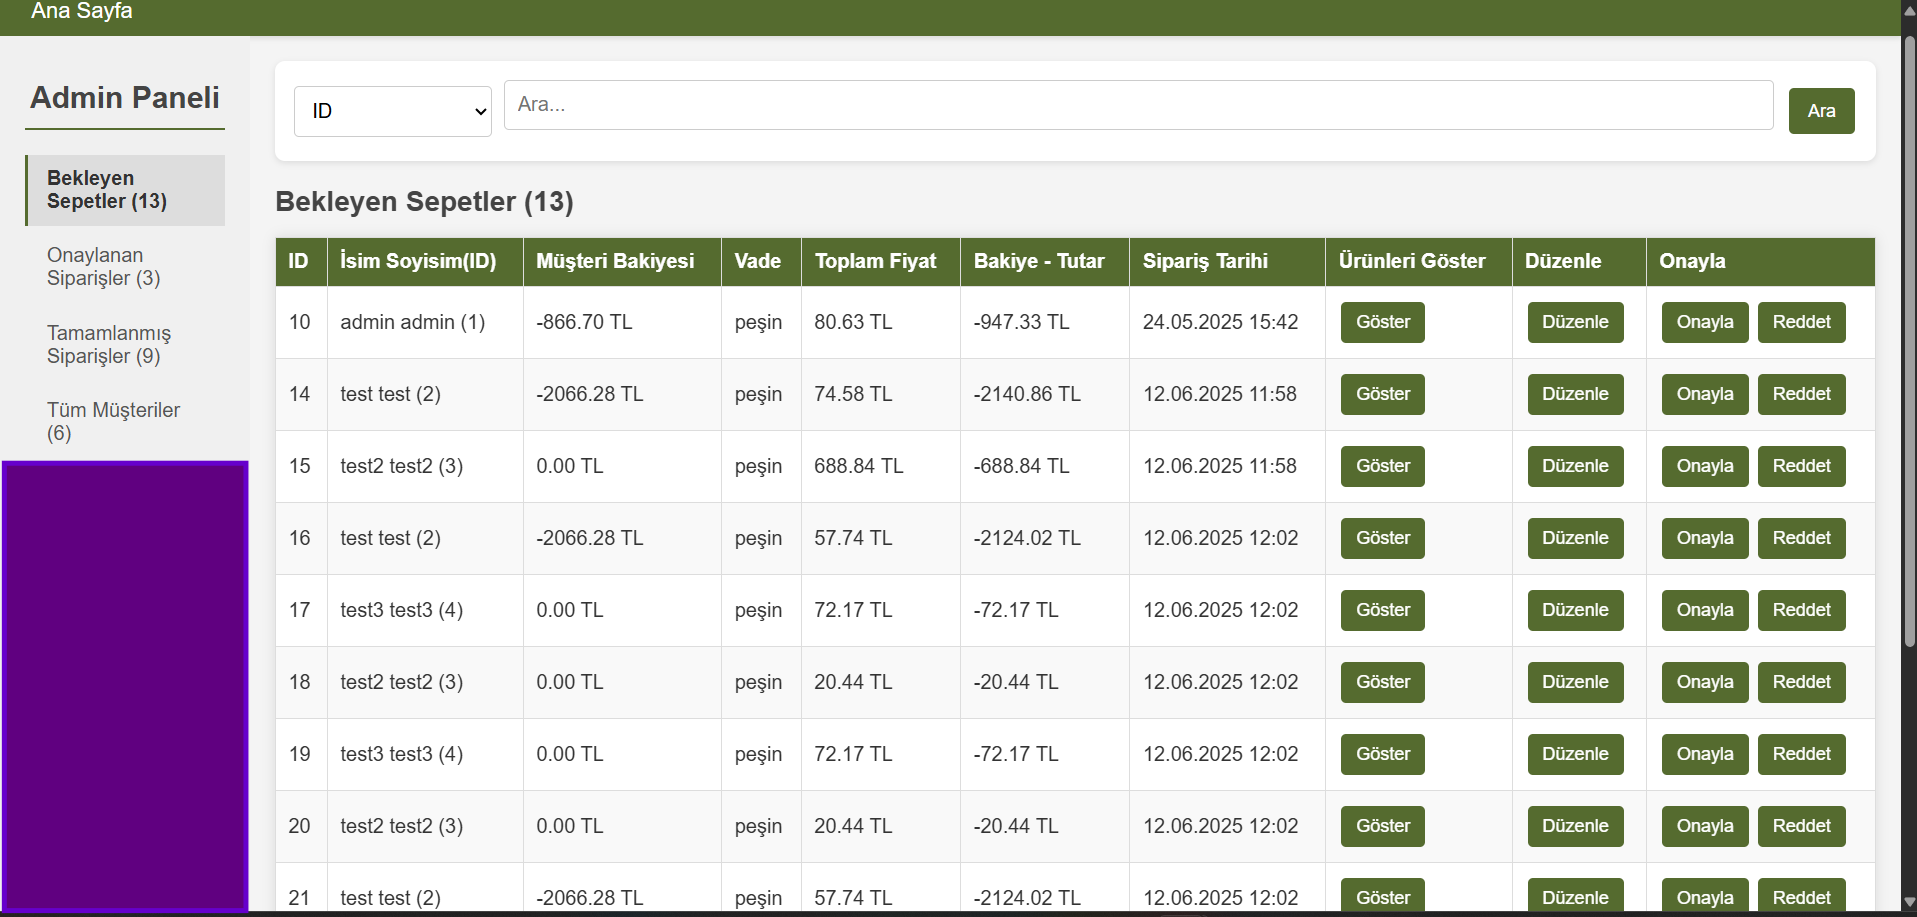 Ana Sayfa
Admin Paneli
Bekleyen
Sepetler (13)
Onaylanan
Siparişler (3)
Tamamlanmış
Siparişler (9)
Tüm Müşteriler
(6)
ID Ara... Ara
Bekleyen Sepetler (13)
ID İsim Soyisim(ID) Müşteri Bakiyesi Vade Toplam Fiyat Bakiye - Tutar Sipariş Tarihi Ürünleri Göster Düzenle Onayla
10 admin admin (1) -866.70 TL peşin 80.63 TL -947.33 TL 24.05.2025 15:42 Göster Düzenle Onayla Reddet
14 test test (2) -2066.28 TL peşin 74.58 TL -2140.86 TL 12.06.2025 11:58 Göster Düzenle Onayla Reddet
15 test2 test2 (3) 0.00 TL peşin 688.84 TL -688.84 TL 12.06.2025 11:58 Göster Düzenle Onayla Reddet
16 test test (2) -2066.28 TL peşin 57.74 TL -2124.02 TL 12.06.2025 12:02 Göster Düzenle Onayla Reddet
17 test3 test3 (4) 0.00 TL peşin 72.17 TL -72.17 TL 12.06.2025 12:02 Göster Düzenle Onayla Reddet
18 test2 test2 (3) 0.00 TL peşin 20.44 TL -20.44 TL 12.06.2025 12:02 Göster Düzenle Onayla Reddet
19 test3 test3 (4) 0.00 TL peşin 72.17 TL -72.17 TL 12.06.2025 12:02 Göster Düzenle Onayla Reddet
20 test2 test2 (3) 0.00 TL peşin 20.44 TL -20.44 TL 12.06.2025 12:02 Göster Düzenle Onayla Reddet
21 test test (2) -2066.28 TL peşin 57.74 TL -2124.02 TL 12.06.2025 12:02 Göster Düzenle Onayla Reddet